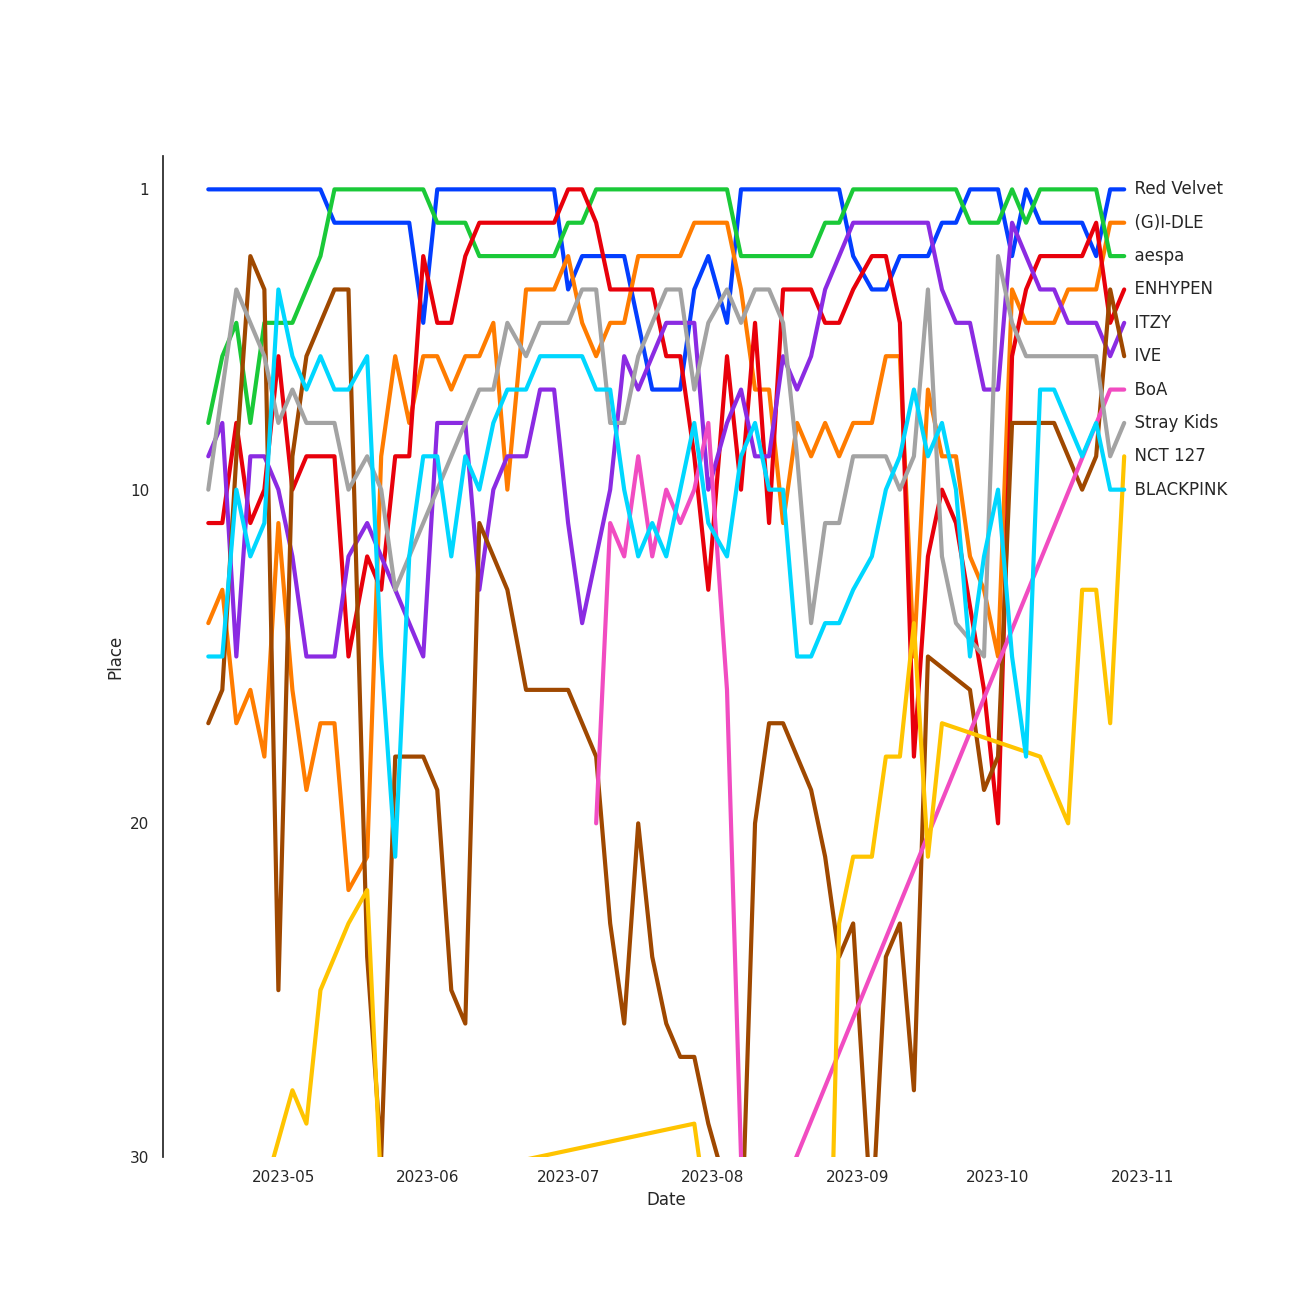 1
10
20
30
Place
2023-05
2023-06
2023-07
2023-08
2023-09
2023-10
2023-11
Date
Red Velvet
(G)I-DLE
aespa
ENHYPEN
ITZY
IVE
BoA
Stray Kids
NCT 127
BLACKPINK